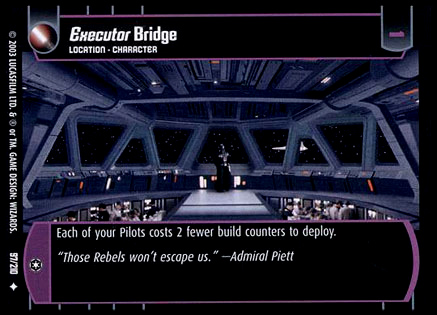 Executor Bridge
LOCATION - CHARACTER
1
Each of your Pilots costs 2 fewer build counters to deploy.
“Those Rebels won’t escape us.” —Admiral Piett
© 2003 LUCASFILM LTD. & ® or TM. GAME DESIGN: WIZARDS.
97/210